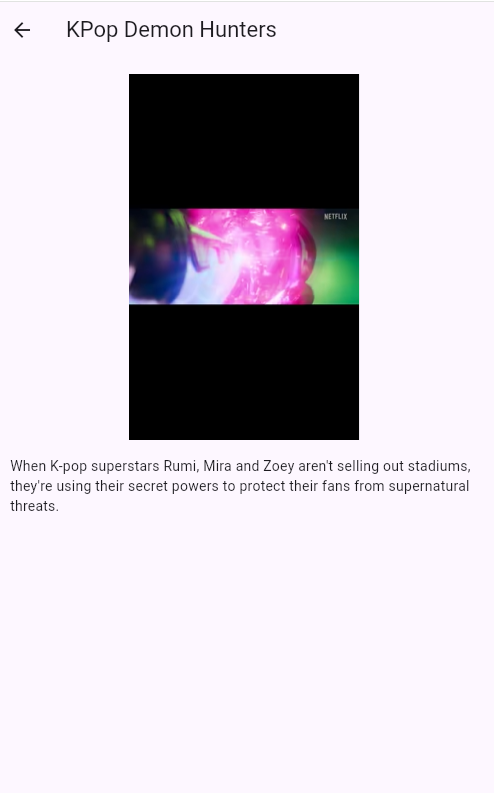 KPop Demon Hunters
NETFLIX
When K-pop superstars Rumi, Mira and Zoey aren't selling out stadiums,
they're using their secret powers to protect their fans from supernatural
threats.